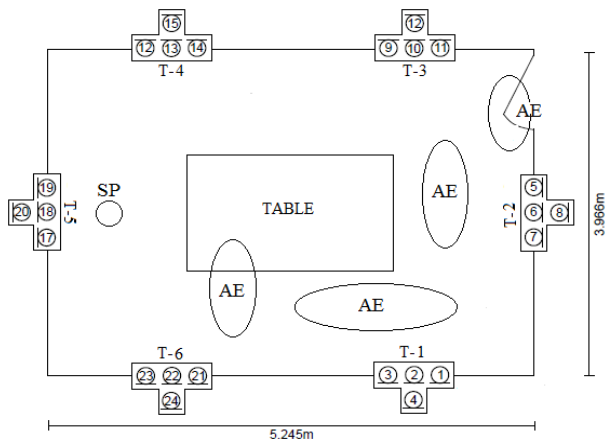 15
12 13 14
T-4
12
9 10 11
T-3
AE
19
20 18
17
T-5
SP
TABLE
AE
5
6 8
7
T-2
3.966m
AE
AE
T-6
23 22 21
24
T-1
3 2 1
4
5.245m